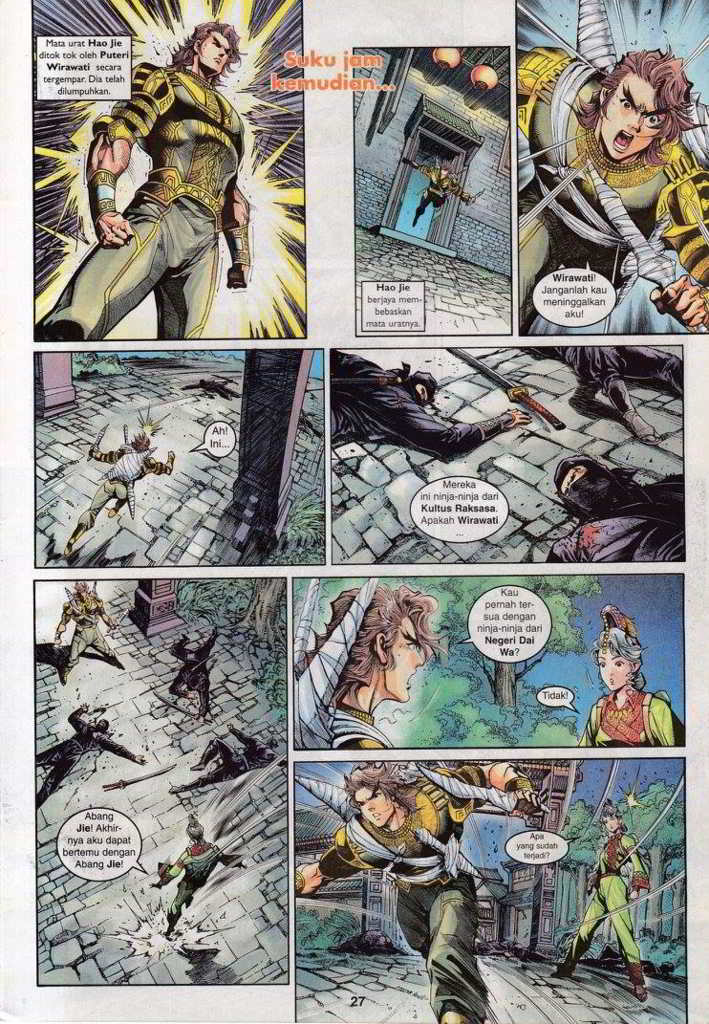 Mata urat Hao Jie
ditok tok oleh Puteri
Wirawati secara
tergempar. Dia telah
dilumpuhkan.
Suku jam
kemudian...
Hao Jie
berjaya mem-
bebaskan
mata uratnya.
Wirawati!
Janganlah kau
meninggalkan
aku!
Ah!
Ini...
Mereka
ini ninja-ninja dari
Kultus Raksasa.
Apakah Wirawati
...
Abang
Jie! Akhir-
nya aku dapat
bertemu dengan
Abang Jie!
Kau
pernah ter-
sua dengan
ninja-ninja dari
Negeri Dai
Wa?
Tidak!
Apa
yang sudah
terjadi?
27